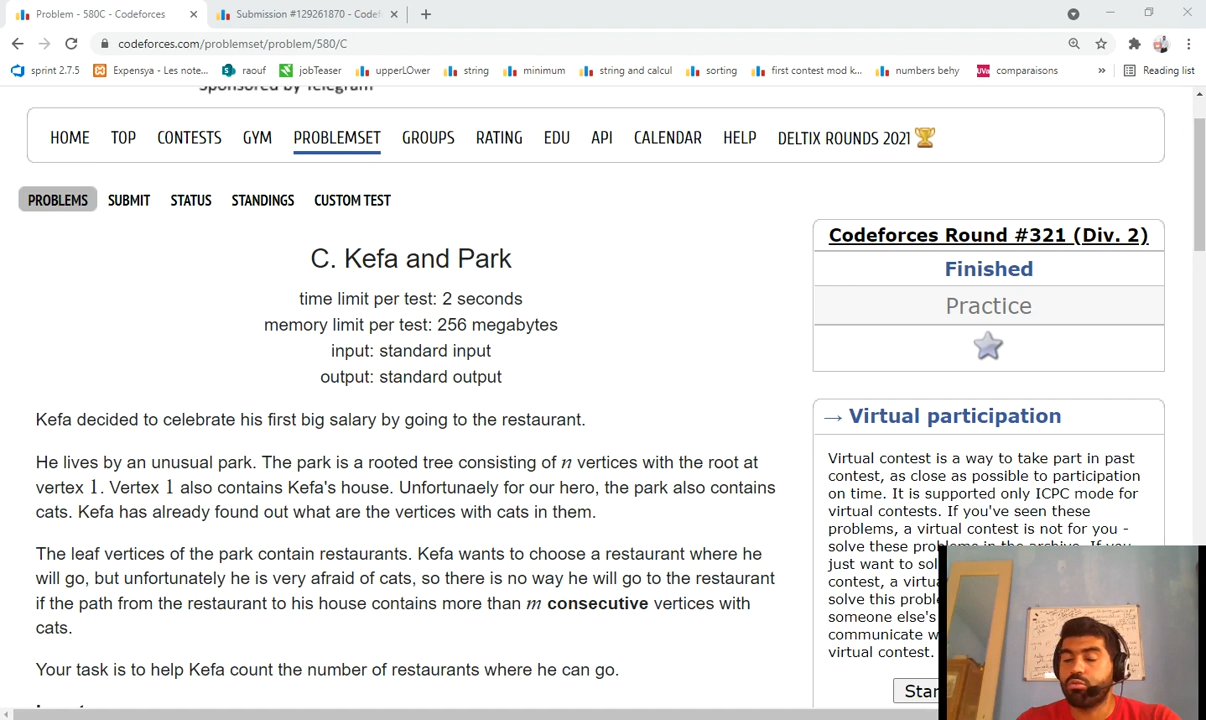 Problem - 580C - Codeforces
Submission #129261870 - Codef
codeforces.com/problemset/problem/580/C
sprint 2.7.5
Expensya - Les note...
raouf
jobTeaser
upperLOwer
string
minimum
string and calcul
sorting
first contest mod k...
numbers behy
comparaisons
»
Reading list
Sponsored by Telegram
HOME TOP CONTESTS GYM PROBLEMSET GROUPS RATING EDU API CALENDAR HELP DELTIX ROUNDS 2021
PROBLEMS SUBMIT STATUS STANDINGS CUSTOM TEST
C. Kefa and Park
time limit per test: 2 seconds
memory limit per test: 256 megabytes
input: standard input
output: standard output
Kefa decided to celebrate his first big salary by going to the restaurant.
He lives by an unusual park. The park is a rooted tree consisting of n vertices with the root at
vertex 1. Vertex 1 also contains Kefa's house. Unfortunaely for our hero, the park also contains
cats. Kefa has already found out what are the vertices with cats in them.
The leaf vertices of the park contain restaurants. Kefa wants to choose a restaurant where he
will go, but unfortunately he is very afraid of cats, so there is no way he will go to the restaurant
if the path from the restaurant to his house contains more than m consecutive vertices with
cats.
Your task is to help Kefa count the number of restaurants where he can go.
Codeforces Round #321 (Div. 2)
Finished
Practice
→ Virtual participation
Virtual contest is a way to take part in past
contest, as close as possible to participation
on time. It is supported only ICPC mode for
virtual contests. If you've seen these
problems, a virtual contest is not for you -
solve these problems in the archive. If you
just want to sol
contest, a virtua
solve this proble
someone else's
communicate w
virtual contest.
Star